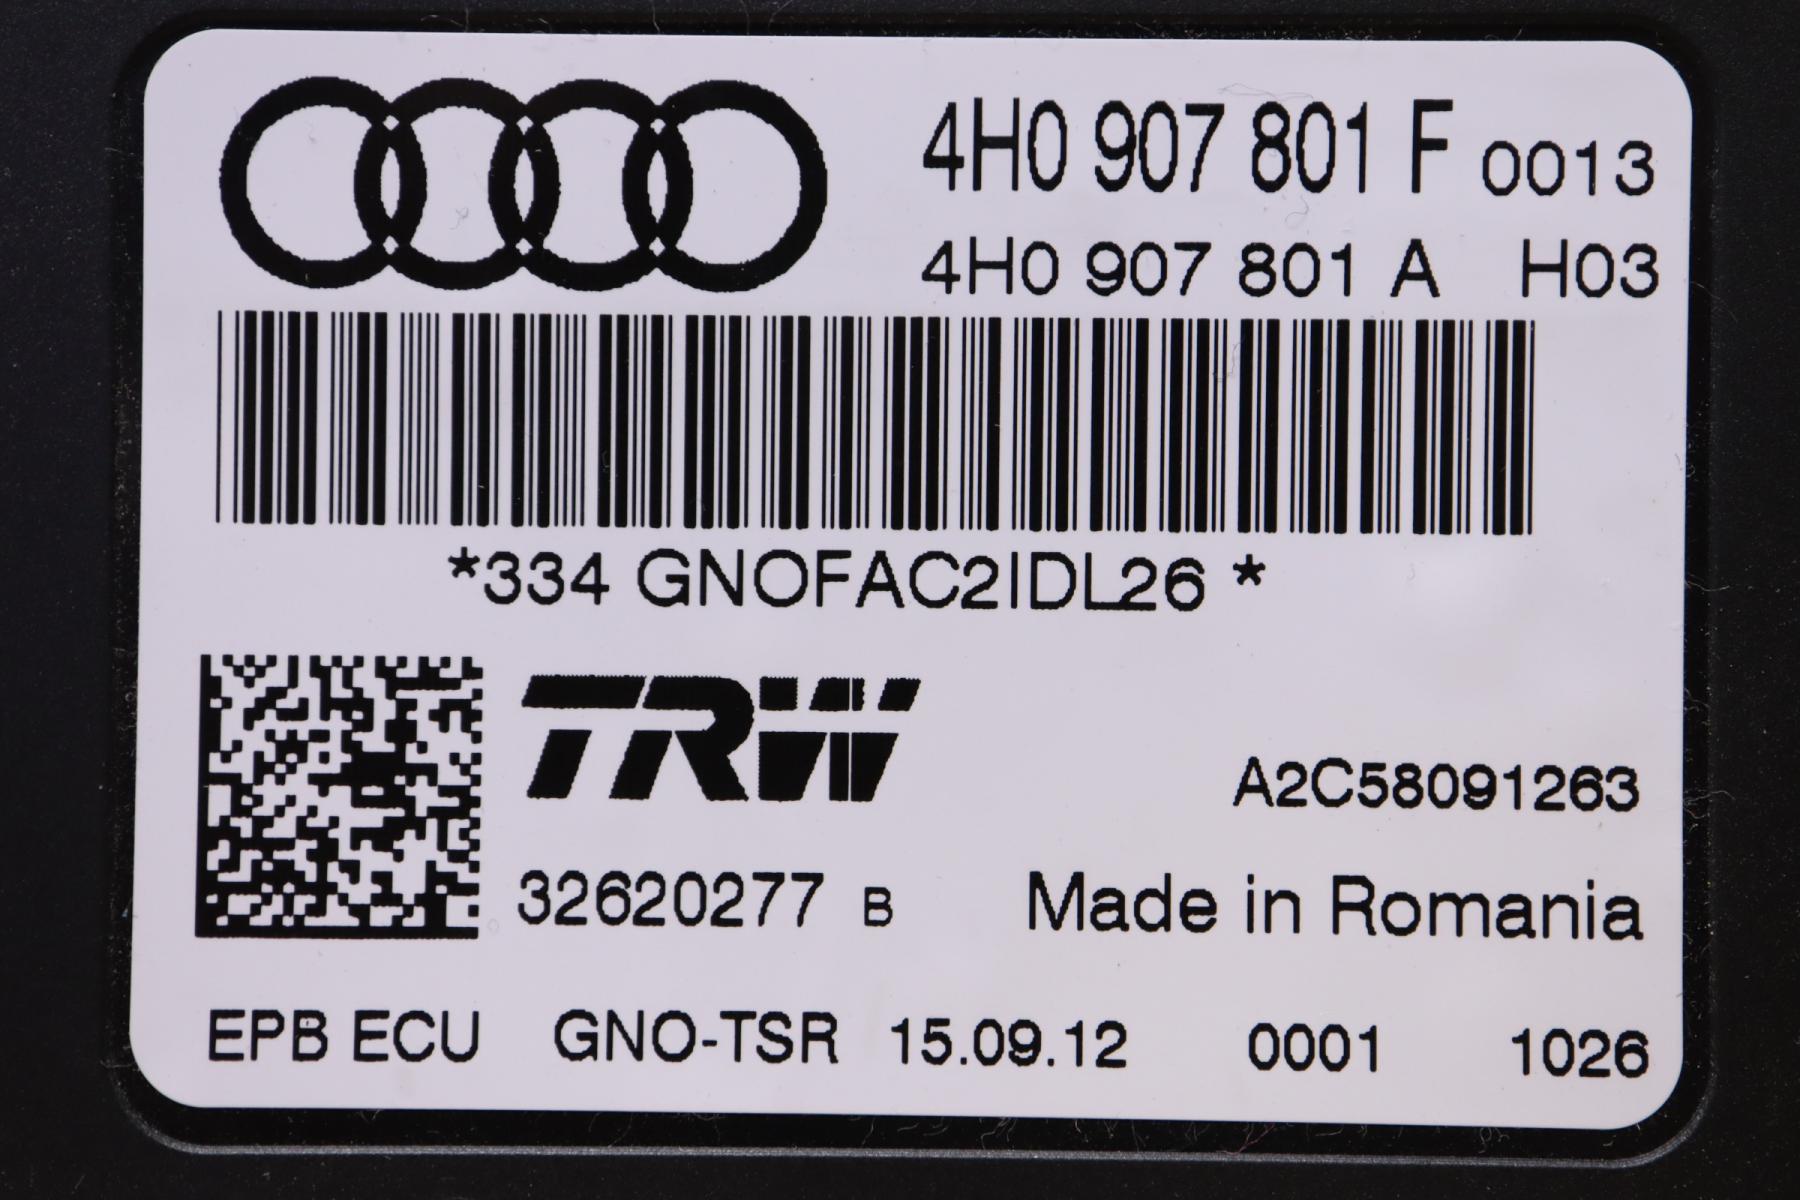 4H0 907 801 F 0013
4H0 907 801 A H03
*334 GNOFAC2IDL26 *
TRW
A2C58091263
32620277 B Made in Romania
EPB ECU GNO-TSR 15.09.12 0001 1026